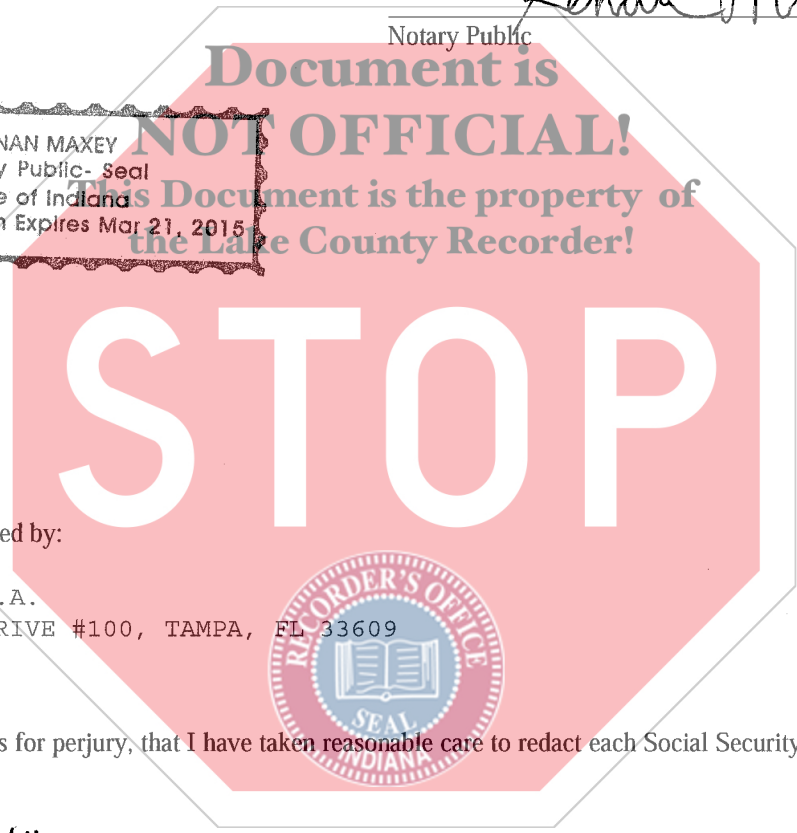 Notary Public
Document is
NOT OFFICIAL!
This Document is the property of
the Lake County Recorder!
NAN MAXEY
y Public- Seal
e of Indiana
n Expires Mar 21, 2015
STOP
ed by:
.A.
RIVE #100, TAMPA, FL 33609
RECORDER'S OFFICE
SEAL
INDIANA
s for perjury, that I have taken reasonable care to redact each Social Security